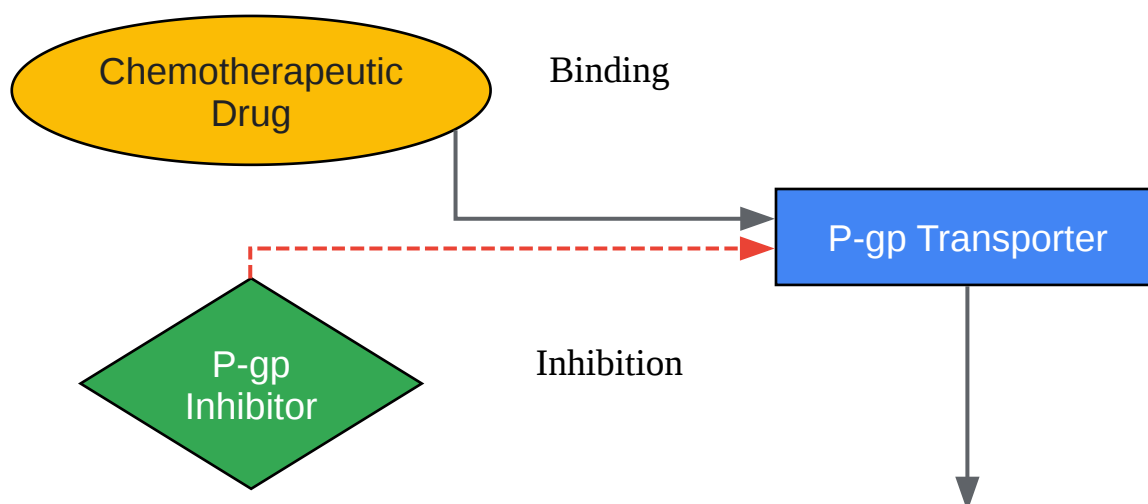 Chemotherapeutic
Drug
Binding
P-gp Transporter
P-gp
Inhibitor
Inhibition